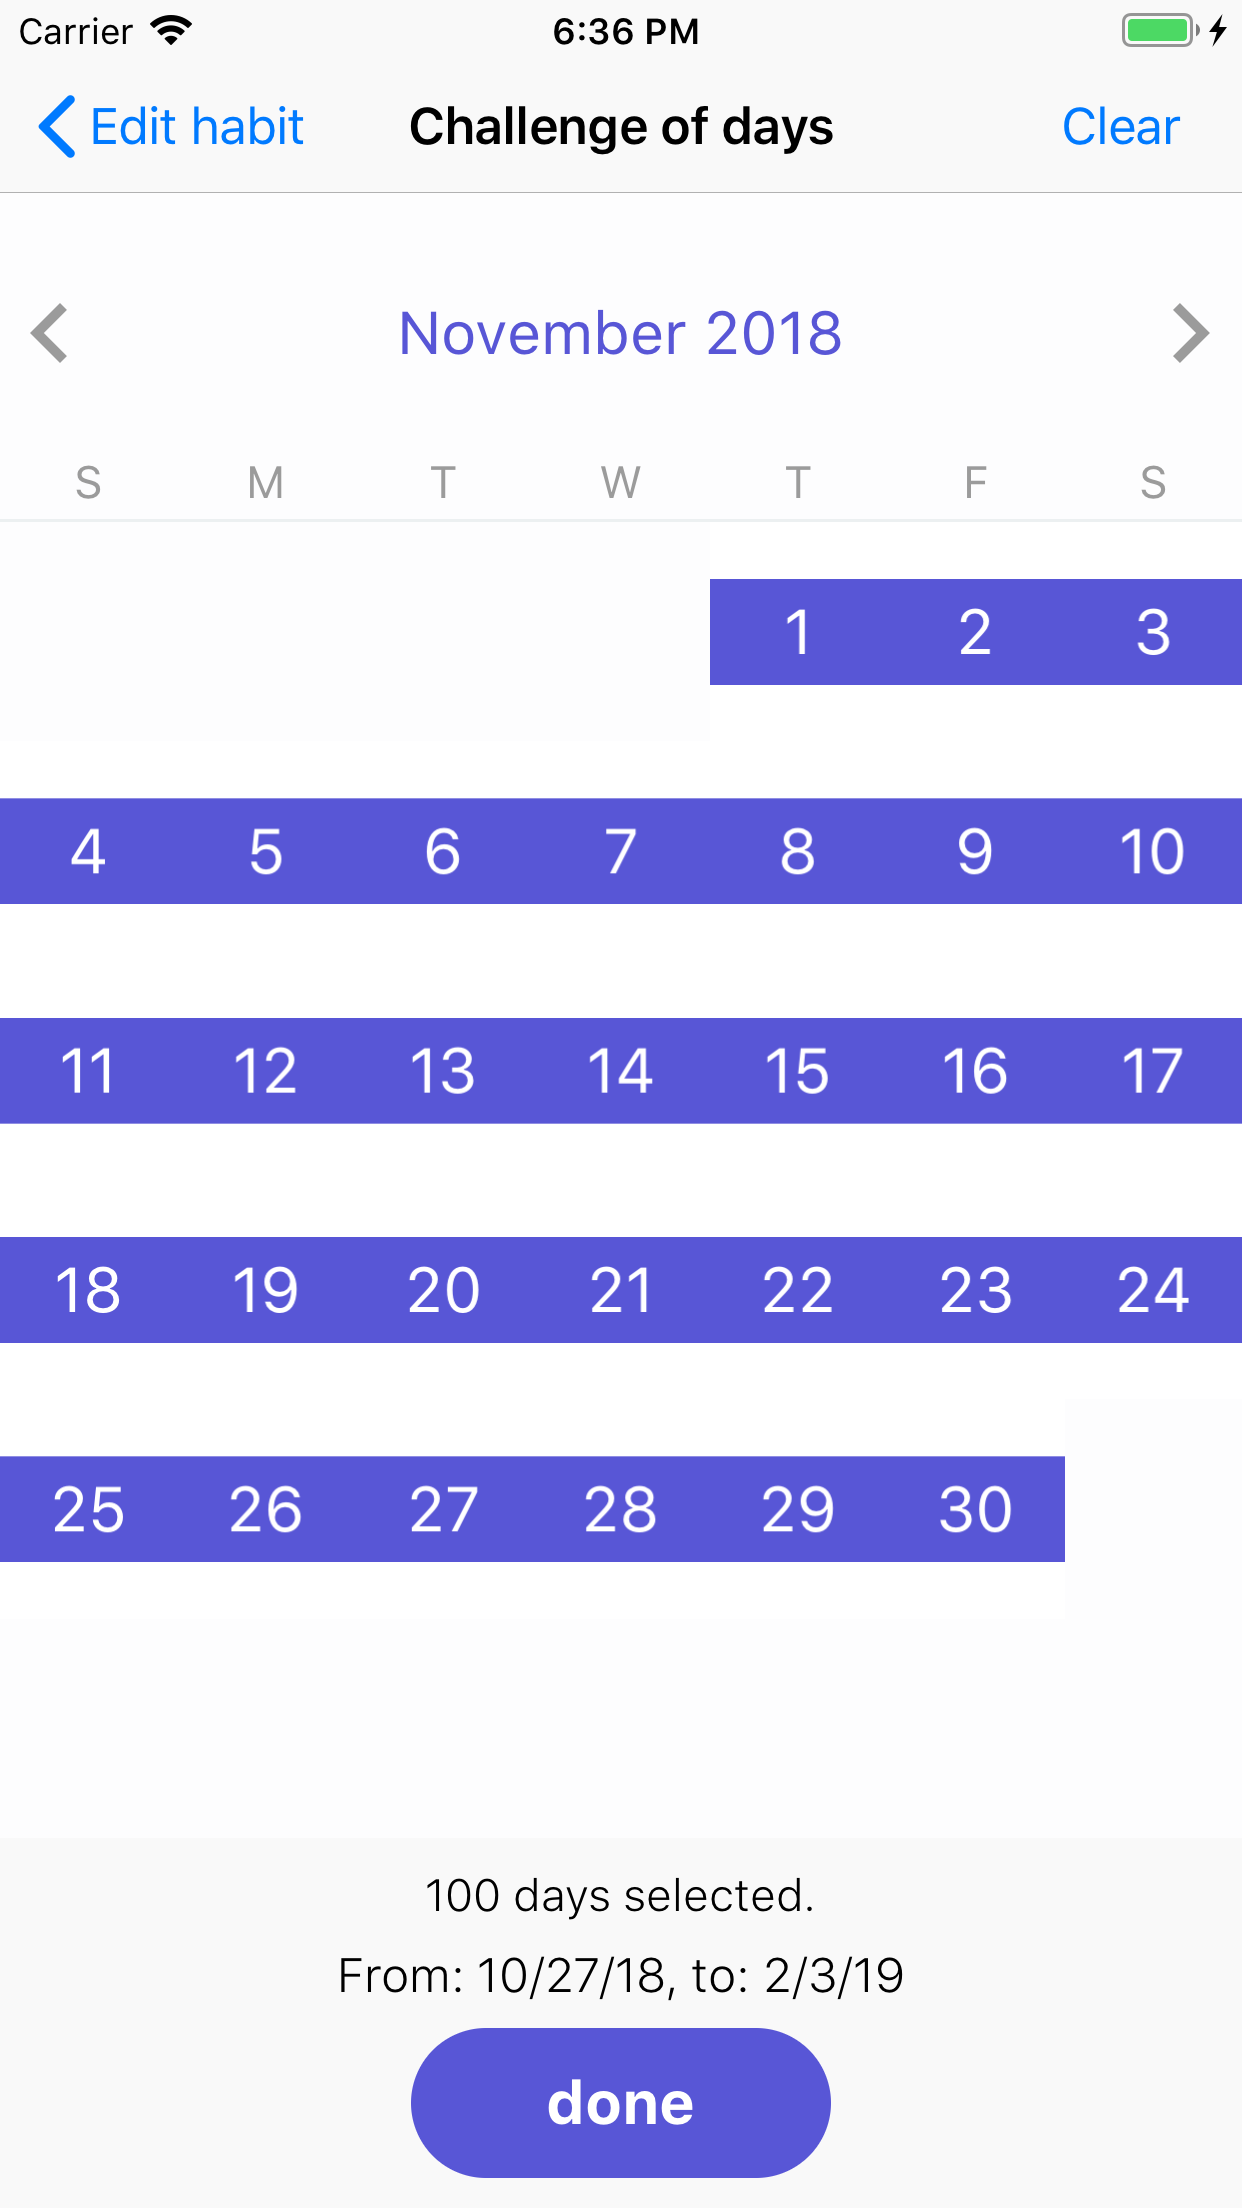 Carrier 6:36 PM
Edit habit Challenge of days Clear
November 2018
S M T W T F S
1 2 3
4 5 6 7 8 9 10
11 12 13 14 15 16 17
18 19 20 21 22 23 24
25 26 27 28 29 30
100 days selected.
From: 10/27/18, to: 2/3/19
done